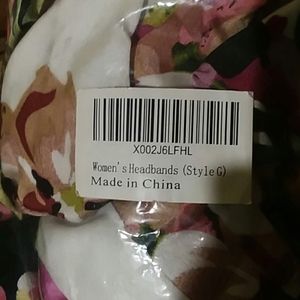 X002J6LFHL
Women's Headbands (Style G)
Made in China